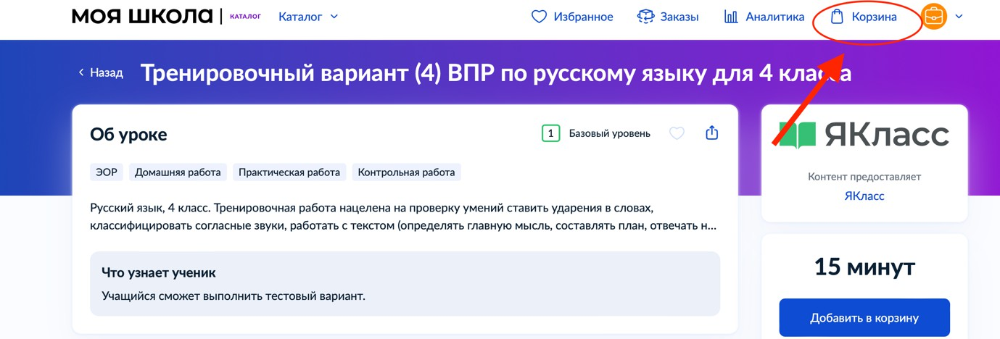 МОЯ ШКОЛА | КАТАЛОГ Каталог Избранное Заказы Аналитика Корзина
Назад Тренировочный вариант (4) ВПР по русскому языку для 4 класса
Об уроке 1 Базовый уровень
ЭОР Домашняя работа Практическая работа Контрольная работа
Русский язык, 4 класс. Тренировочная работа нацелена на проверку умений ставить ударения в словах,
классифицировать согласные звуки, работать с текстом (определять главную мысль, составлять план, отвечать н...
Что узнает ученик
Учащийся сможет выполнить тестовый вариант.
ЯКласс
Контент предоставляет
ЯКласс
15 минут
Добавить в корзину